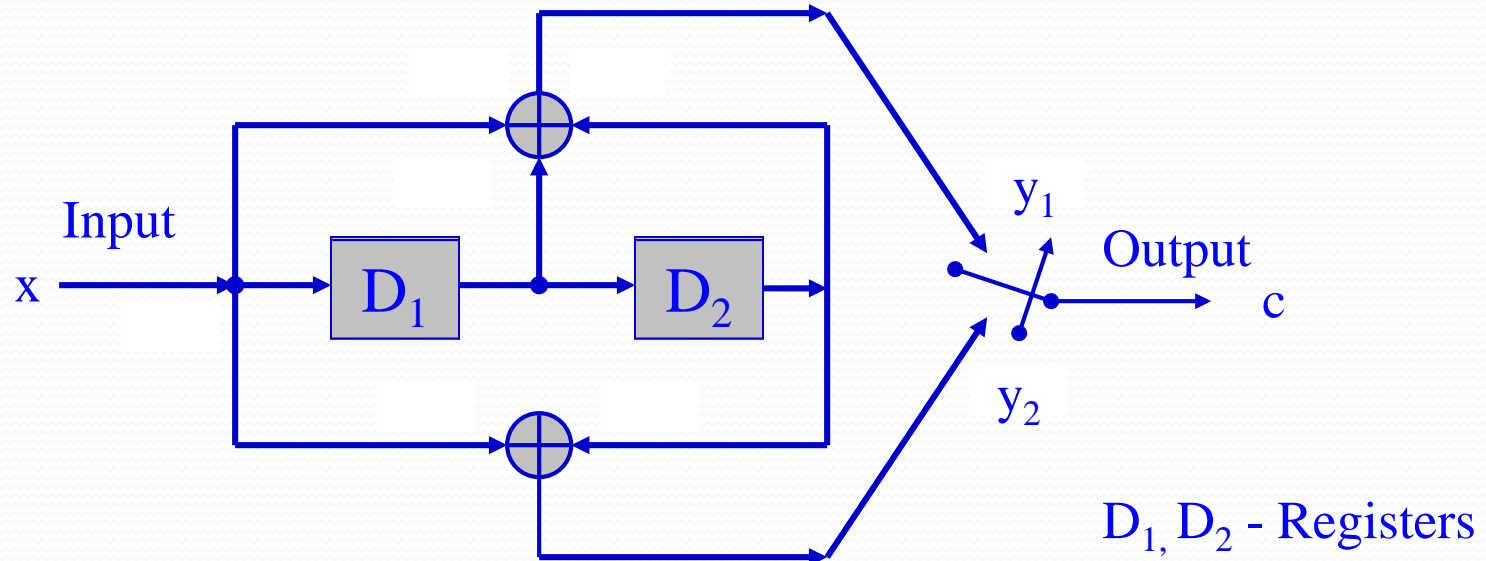 Input
x
D₁
D₂
y₁
Output
c
y₂
D₁, D₂ - Registers